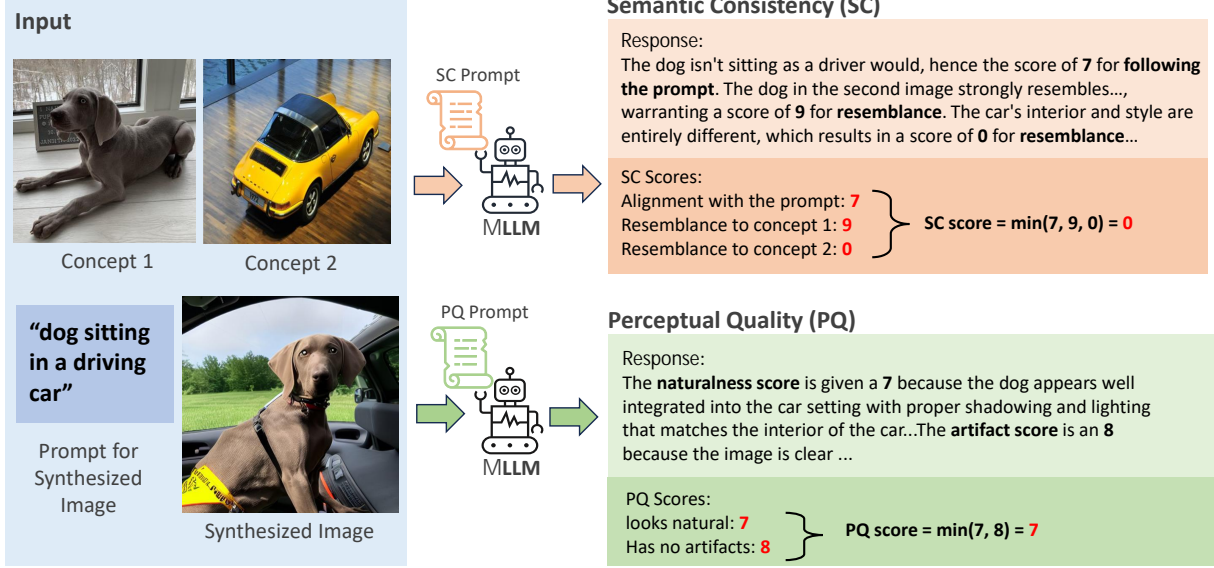 Input
Concept 1
Concept 2
“dog sitting
in a driving
car”
Prompt for
Synthesized
Image
Synthesized Image
SC Prompt
MLLM
PQ Prompt
MLLM
Semantic Consistency (SC)
Response:
The dog isn't sitting as a driver would, hence the score of 7 for following
the prompt. The dog in the second image strongly resembles...,
warranting a score of 9 for resemblance. The car's interior and style are
entirely different, which results in a score of 0 for resemblance...
SC Scores:
Alignment with the prompt: 7
Resemblance to concept 1: 9
Resemblance to concept 2: 0
SC score = min(7, 9, 0) = 0
Perceptual Quality (PQ)
Response:
The naturalness score is given a 7 because the dog appears well
integrated into the car setting with proper shadowing and lighting
that matches the interior of the car...The artifact score is an 8
because the image is clear ...
PQ Scores:
looks natural: 7
Has no artifacts: 8
PQ score = min(7, 8) = 7